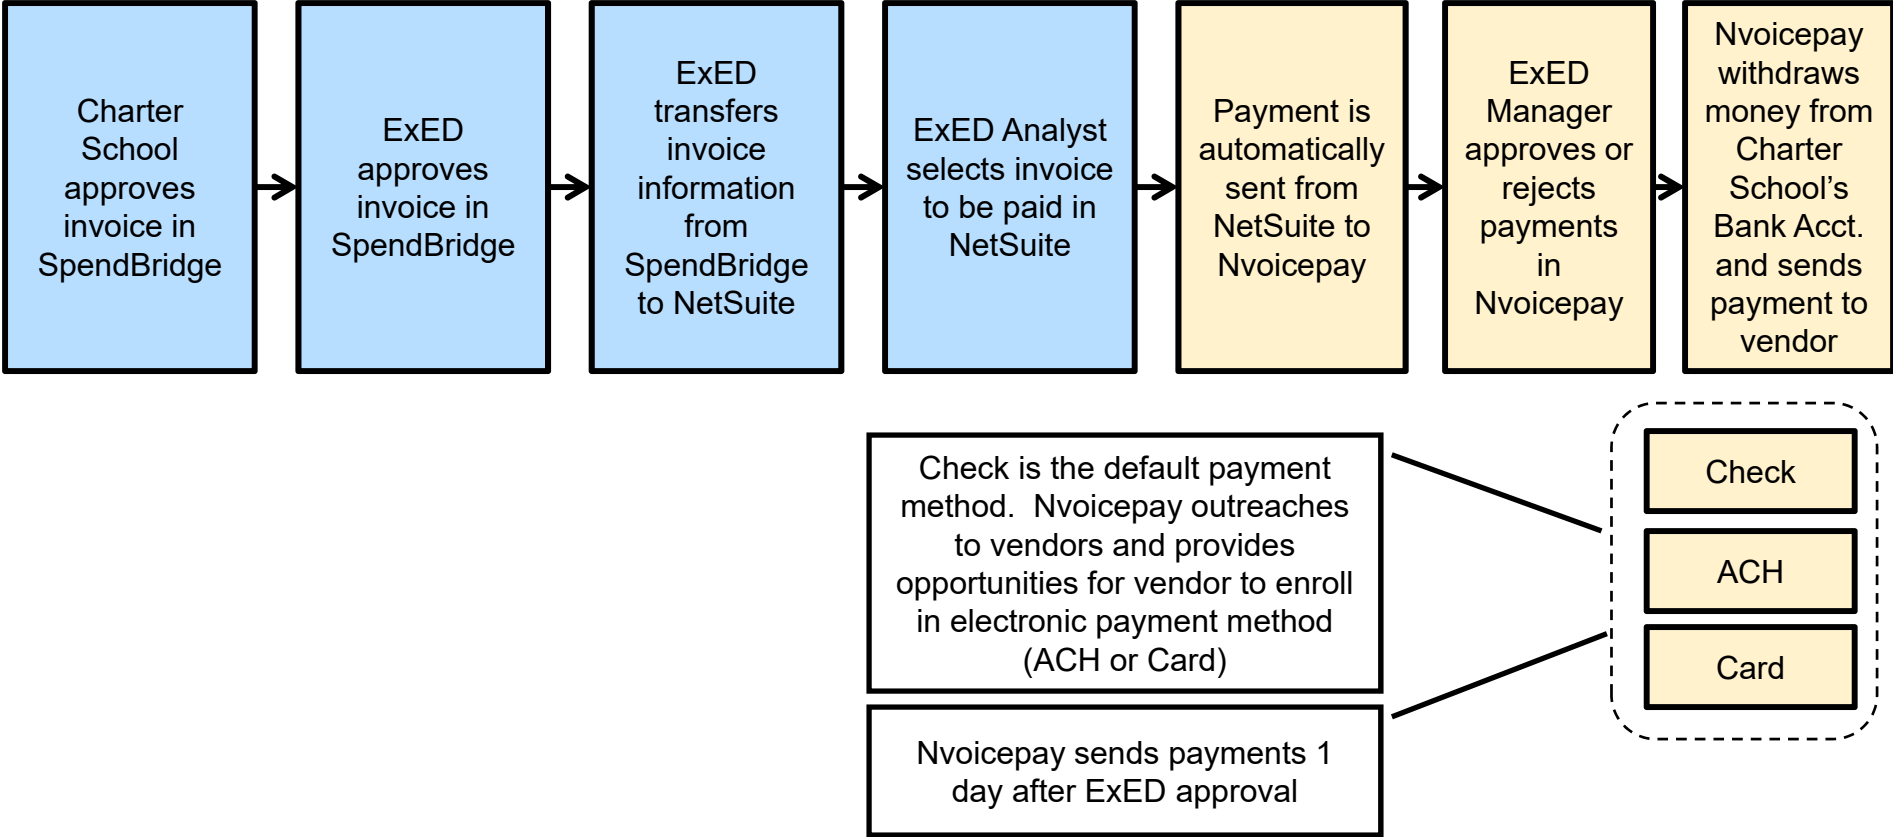 Charter
School
approves
invoice in
SpendBridge
ExED
approves
invoice in
SpendBridge
ExED
transfers
invoice
information
from
SpendBridge
to NetSuite
ExED Analyst
selects invoice
to be paid in
NetSuite
Payment is
automatically
sent from
NetSuite to
Nvoicepay
ExED
Manager
approves or
rejects
payments
in
Nvoicepay
Nvoicepay
withdraws
money from
Charter
School’s
Bank Acct.
and sends
payment to
vendor
Check is the default payment
method.  Nvoicepay outreaches
to vendors and provides
opportunities for vendor to enroll
in electronic payment method
(ACH or Card)
Nvoicepay sends payments 1
day after ExED approval
Check
ACH
Card